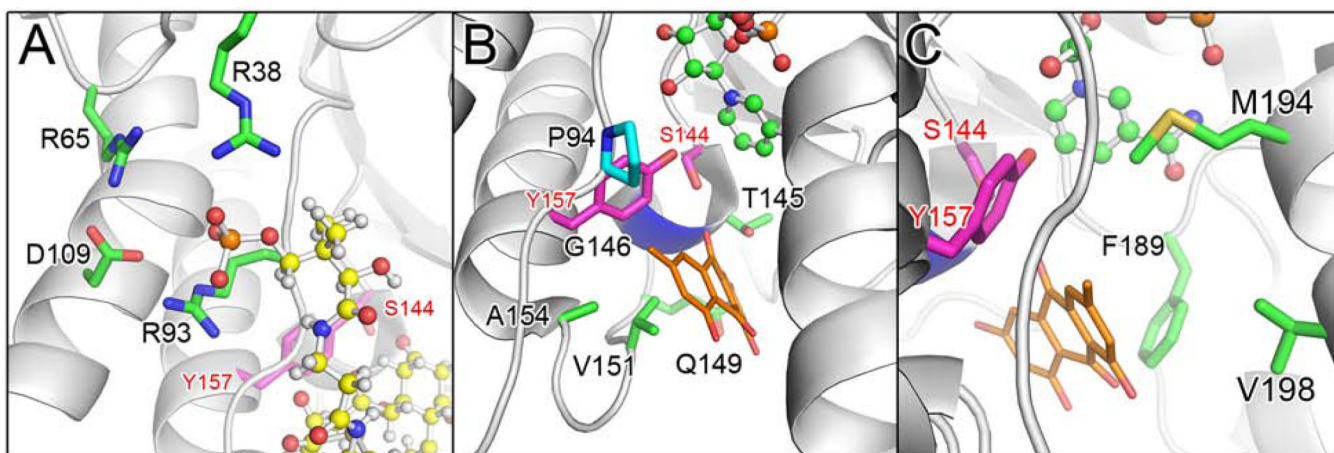 A
R38
R65
D109
R93
S144
Y157
B
P94
S144
Y157
T145
G146
A154
V151
Q149
C
M194
S144
Y157
F189
V198